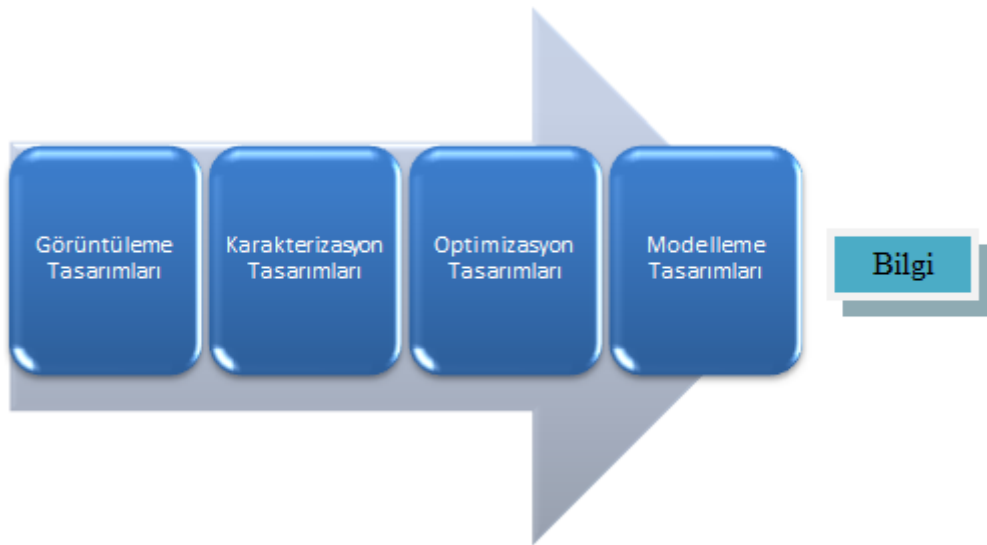 Görüntüleme
Tasarımları
Karakterizasyon
Tasarımları
Optimizasyon
Tasarımları
Modelleme
Tasarımları
Bilgi